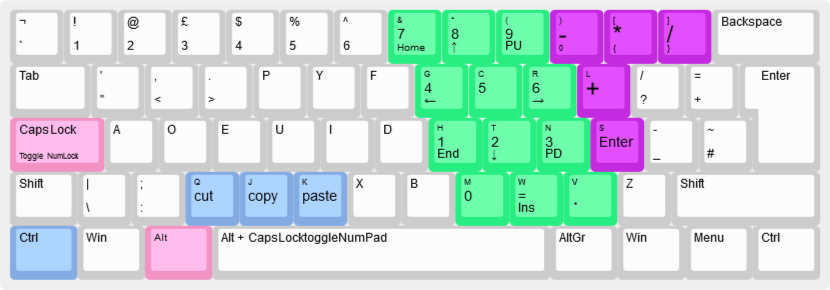 ¬ ! @ £ $ % ^ & * ( ) [ ] Backspace
7 8 9 - * /
` 1 2 3 4 5 6 Home ↑ PU 0 { }
Tab ' , . P Y F G C R L / = Enter
4 5 6 +
" < > ← → ? +
CapsLock A O E U I D H T N S - ~
1 2 3 Enter
Toggle NumLock End ↓ PD _ #
Shift | ; Q J K X B M W V Z Shift
cut copy paste 0 = .
\ : Ins
Ctrl Win Alt Alt + CapsLocktoggleNumPad AltGr Win Menu Ctrl